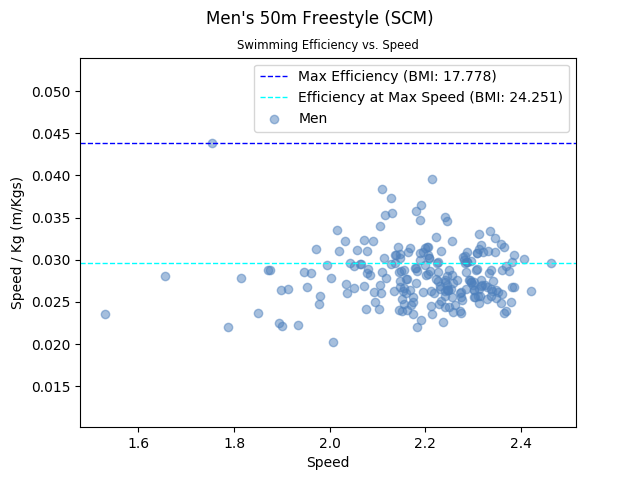 Men's 50m Freestyle (SCM)
Swimming Efficiency vs. Speed
Max Efficiency (BMI: 17.778)
Efficiency at Max Speed (BMI: 24.251)
Men
Speed / Kg (m/Kgs)
0.050
0.045
0.040
0.035
0.030
0.025
0.020
0.015
1.6 1.8 2.0 2.2 2.4
Speed